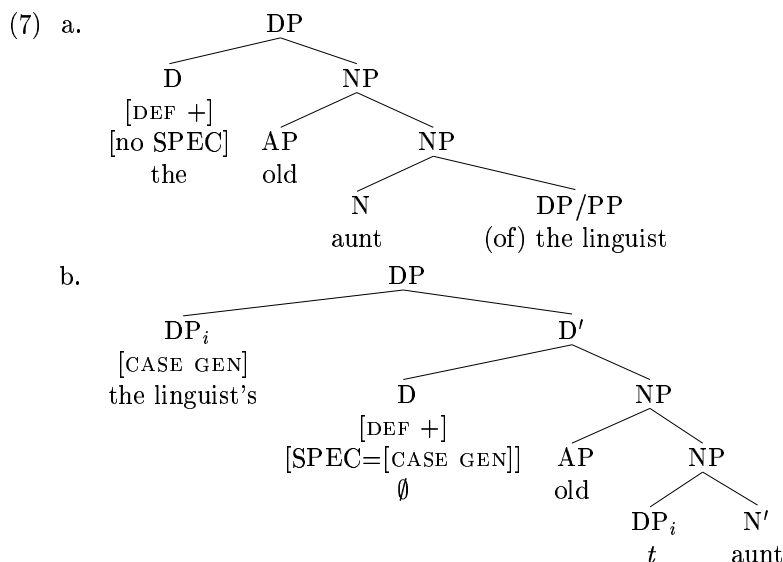 (7) a. DP
D NP
[DEF +]
[no SPEC] AP NP
the old
N DP/PP
aunt (of) the linguist
b. DP
DPᵢ D′
[CASE GEN]
the linguist's D NP
[DEF +]
[SPEC=[CASE GEN]] AP NP
∅ old
DPᵢ N′
t aunt